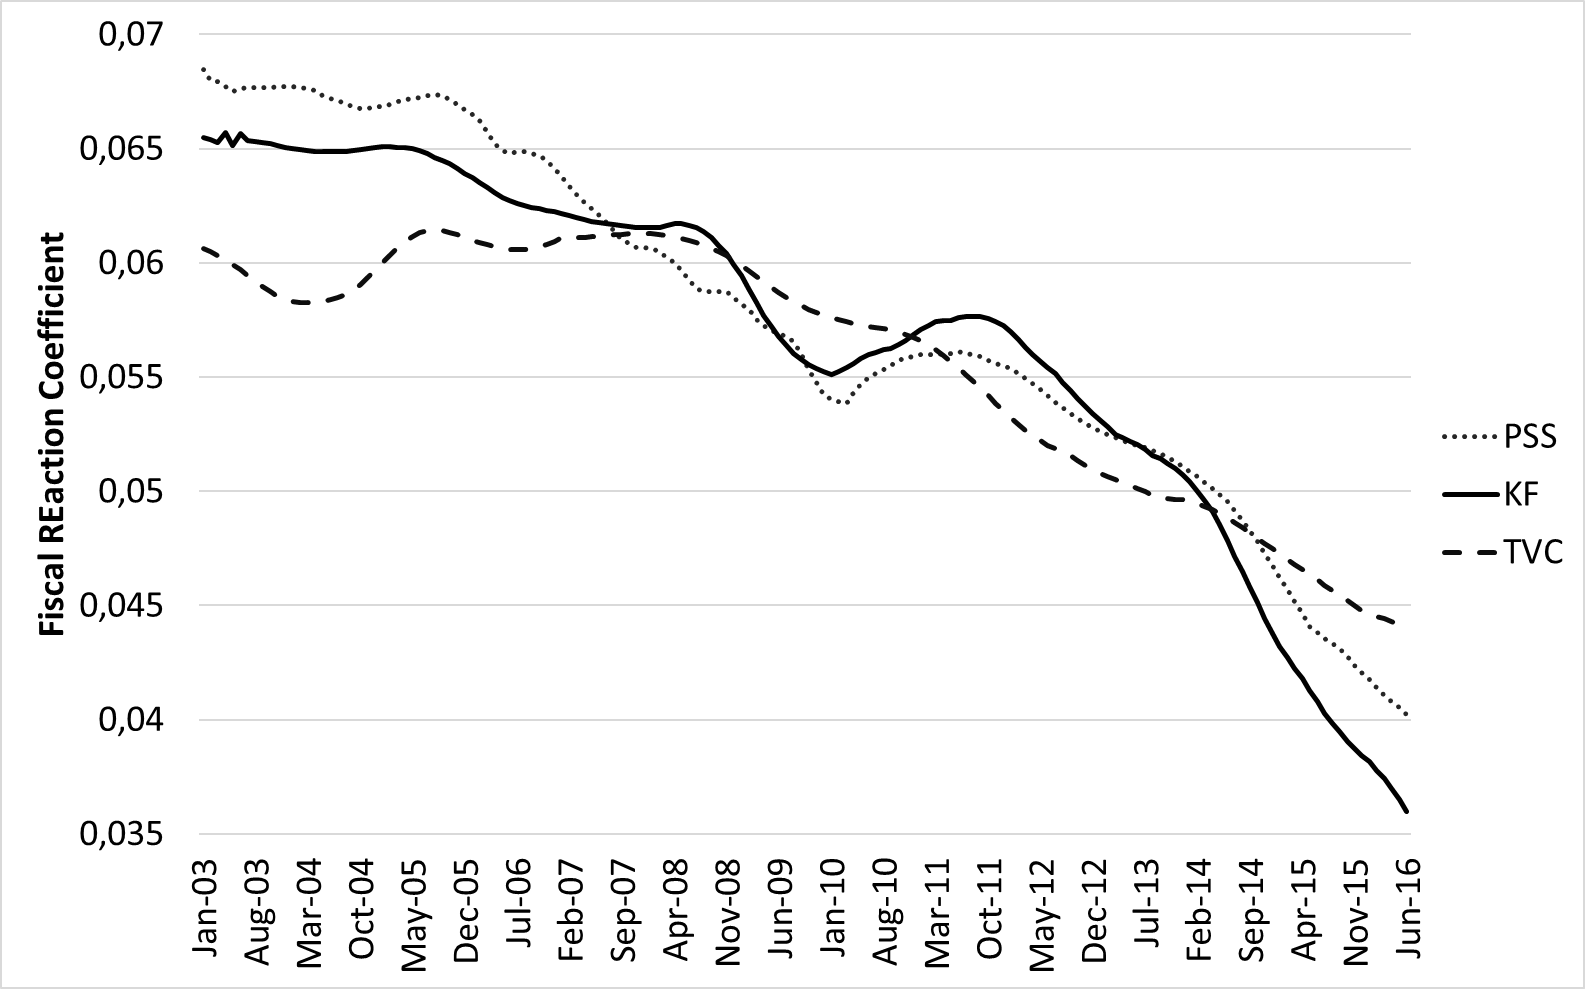 0,07
0,065
0,06
0,055
0,05
0,045
0,04
0,035
Fiscal REaction Coefficient
Jan-03
Aug-03
Mar-04
Oct-04
May-05
Dec-05
Jul-06
Feb-07
Sep-07
Apr-08
Nov-08
Jun-09
Jan-10
Aug-10
Mar-11
Oct-11
May-12
Dec-12
Jul-13
Feb-14
Sep-14
Apr-15
Nov-15
Jun-16
PSS
KF
TVC